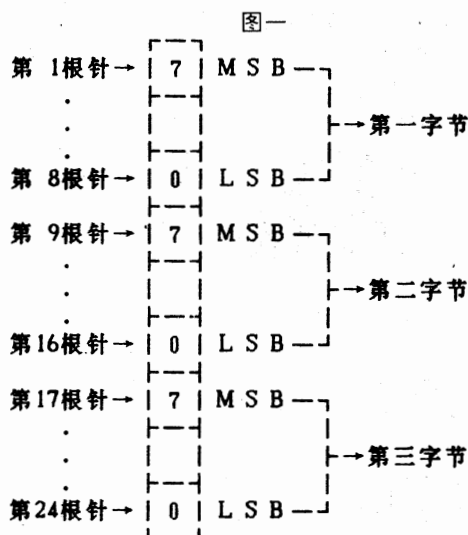 图一
第 1根针→ 7 MSB
→第一字节
第 8根针→ 0 LSB
第 9根针→ 7 MSB
→第二字节
第16根针→ 0 LSB
第17根针→ 7 MSB
→第三字节
第24根针→ 0 LSB